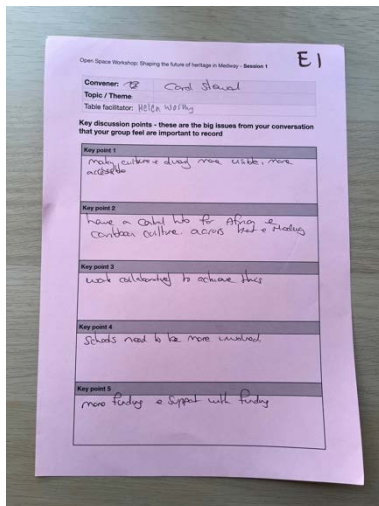 E1
Open Space Workshop: Shaping the future of heritage in Medway - Session 1
Convener: Carol Stewart
Topic / Theme
Table facilitator: Helen Worthy
Key discussion points - these are the big issues from your conversation
that your group feel are important to record
Key point 1
making culture & more visible, more
accessible
Key point 2
have a central hub for African &
culture across Kent & Medway
Key point 3
work collaboratively to achieve this
Key point 4
Schools need to be more involved
Key point 5
more funding & support with funding